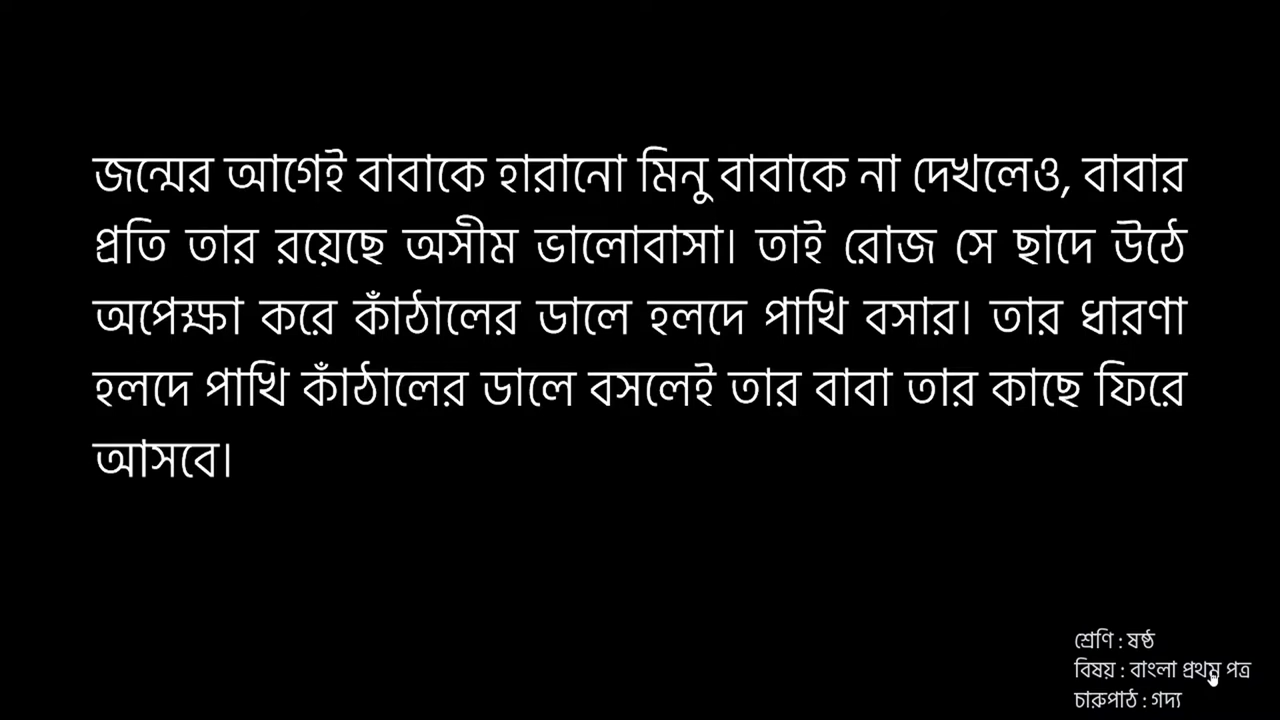 জন্মের আগেই বাবাকে হারানো মিনু বাবাকে না দেখলেও, বাবার
প্রতি তার রয়েছে অসীম ভালোবাসা। তাই রোজ সে ছাদে উঠে
অপেক্ষা করে কাঁঠালের ডালে হলদে পাখি বসার। তার ধারণা
হলদে পাখি কাঁঠালের ডালে বসলেই তার বাবা তার কাছে ফিরে
আসবে।
শ্রেণি : ষষ্ঠ
বিষয় : বাংলা প্রথম পত্র
চারুপাঠ : গদ্য